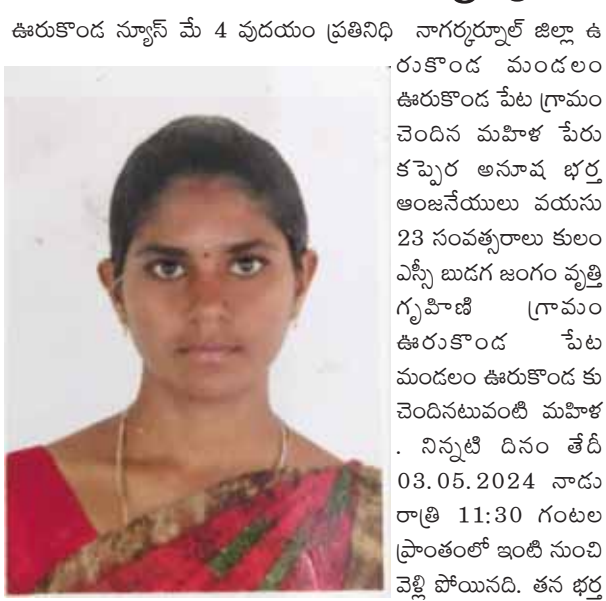 ఊరుకొండ న్యూస్ మే 4 వుదయం ప్రతినిధి నాగర్కర్నూల్ జిల్లా ఉ
రుకొండ మండలం
ఊరుకొండ పేట గ్రామం
చెందిన మహిళ పేరు
కప్పెర అనూష భర్త
ఆంజనేయులు వయసు
23 సంవత్సరాలు కులం
ఎస్సీ బుడగ జంగం వృత్తి
గృహిణి గ్రామం
ఊరుకొండ పేట
మండలం ఊరుకొండ కు
చెందినటువంటి మహిళ
. నిన్నటి దినం తేదీ
03.05.2024 నాడు
రాత్రి 11:30 గంటల
ప్రాంతంలో ఇంటి నుంచి
వెళ్లి పోయినది. తన భర్త